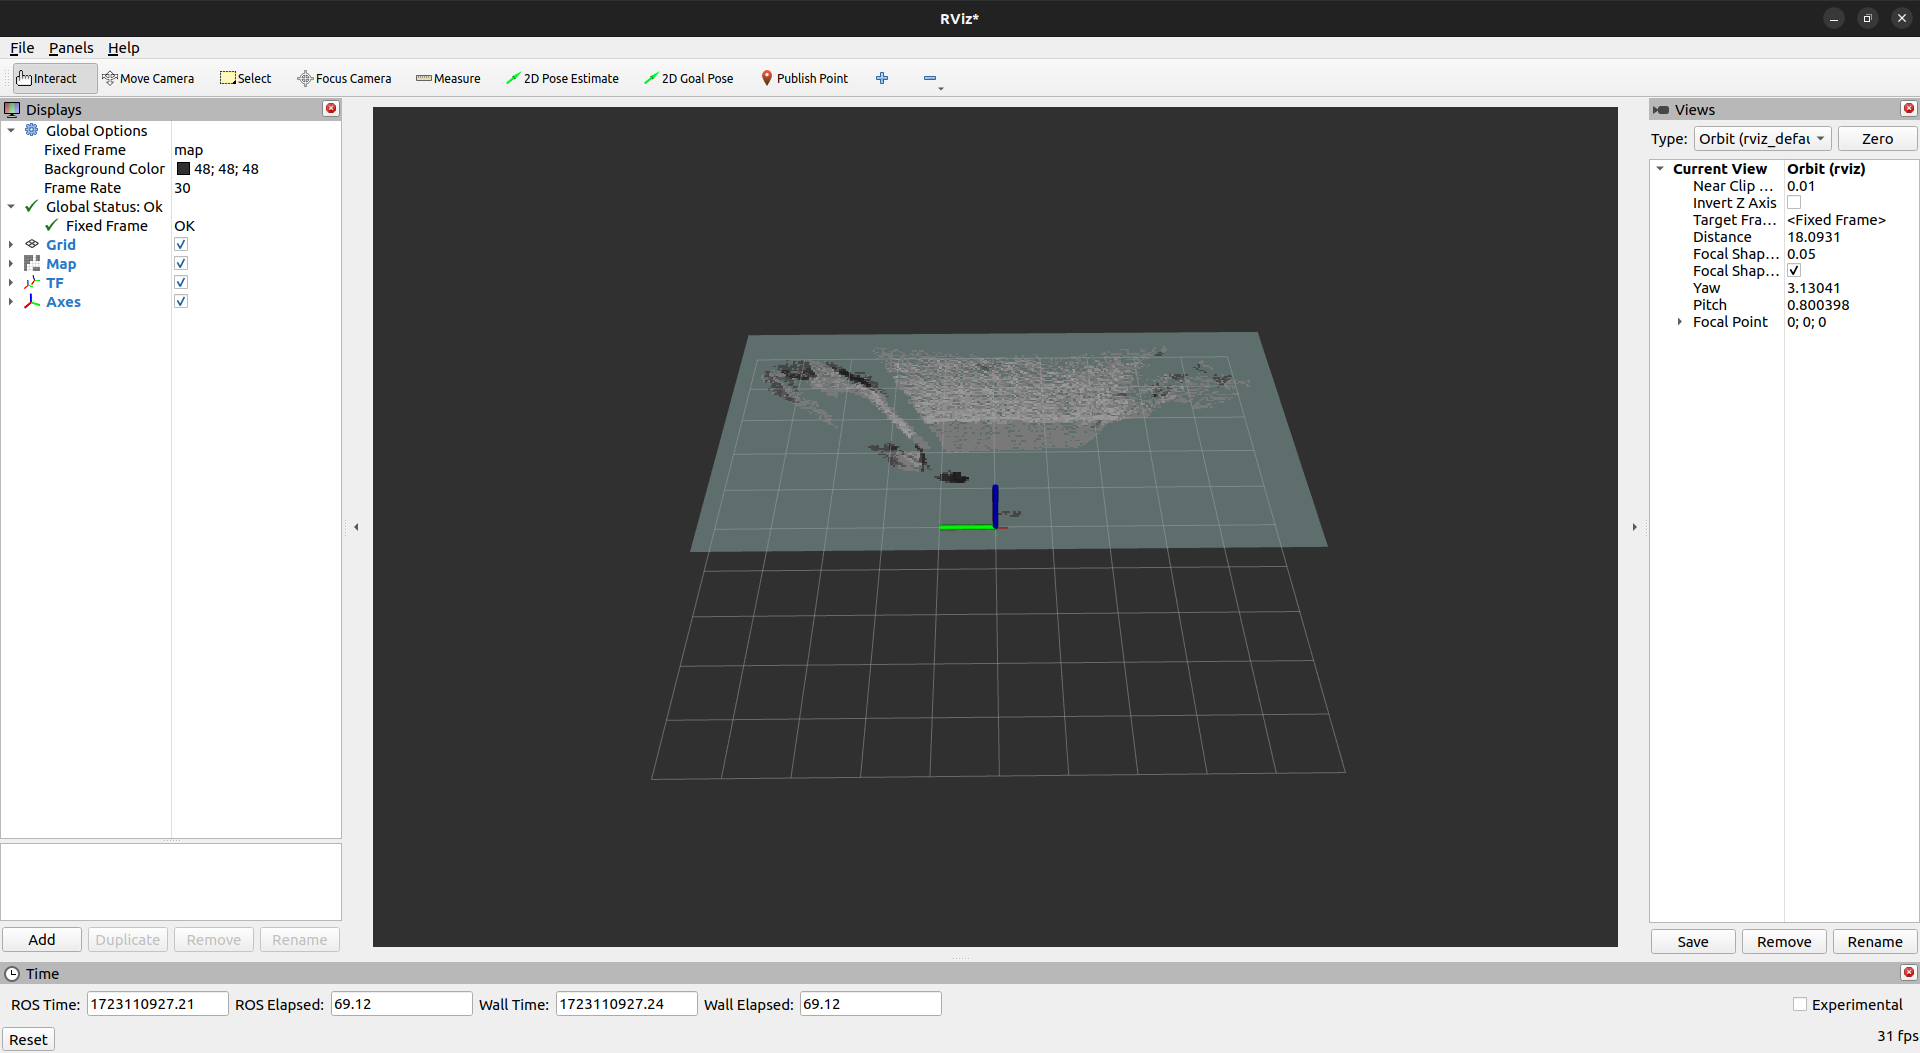 RViz*
File Panels Help
Interact Move Camera Select Focus Camera Measure 2D Pose Estimate 2D Goal Pose Publish Point
Displays
Global Options
Fixed Frame map
Background Color 48; 48; 48
Frame Rate 30
Global Status: Ok
Fixed Frame OK
Grid
Map
TF
Axes
Add Duplicate Remove Rename
Views
Type: Orbit (rviz_defau Zero
Current View Orbit (rviz)
Near Clip ... 0.01
Invert Z Axis
Target Fra... <Fixed Frame>
Distance 18.0931
Focal Shap... 0.05
Focal Shap...
Yaw 3.13041
Pitch 0.800398
Focal Point 0; 0; 0
Save Remove Rename
Time
ROS Time: 1723110927.21 ROS Elapsed: 69.12 Wall Time: 1723110927.24 Wall Elapsed: 69.12 Experimental
Reset 31 fps